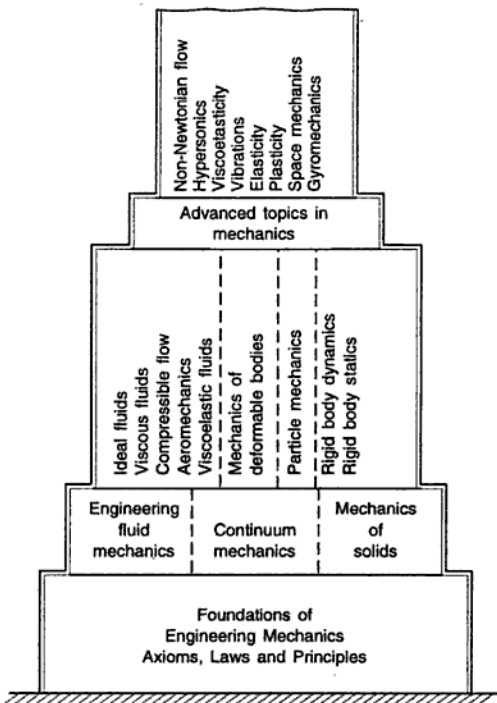 Non-Newtonian flow
Hypersonics
Viscoetasticity
Vibrations
Elasticity
Plasticity
Space mechanics
Gyromechanics
Advanced topics in
mechanics
Ideal fluids
Viscous fluids
Compressible flow
Aeromechanics
Viscoelastic fluids
Mechanics of
deformable bodies
Particle mechanics
Rigid body dynamics
Rigid body statics
Engineering
fluid
mechanics
Continuum
mechanics
Mechanics
of
solids
Foundations of
Engineering Mechanics
Axioms, Laws and Principles